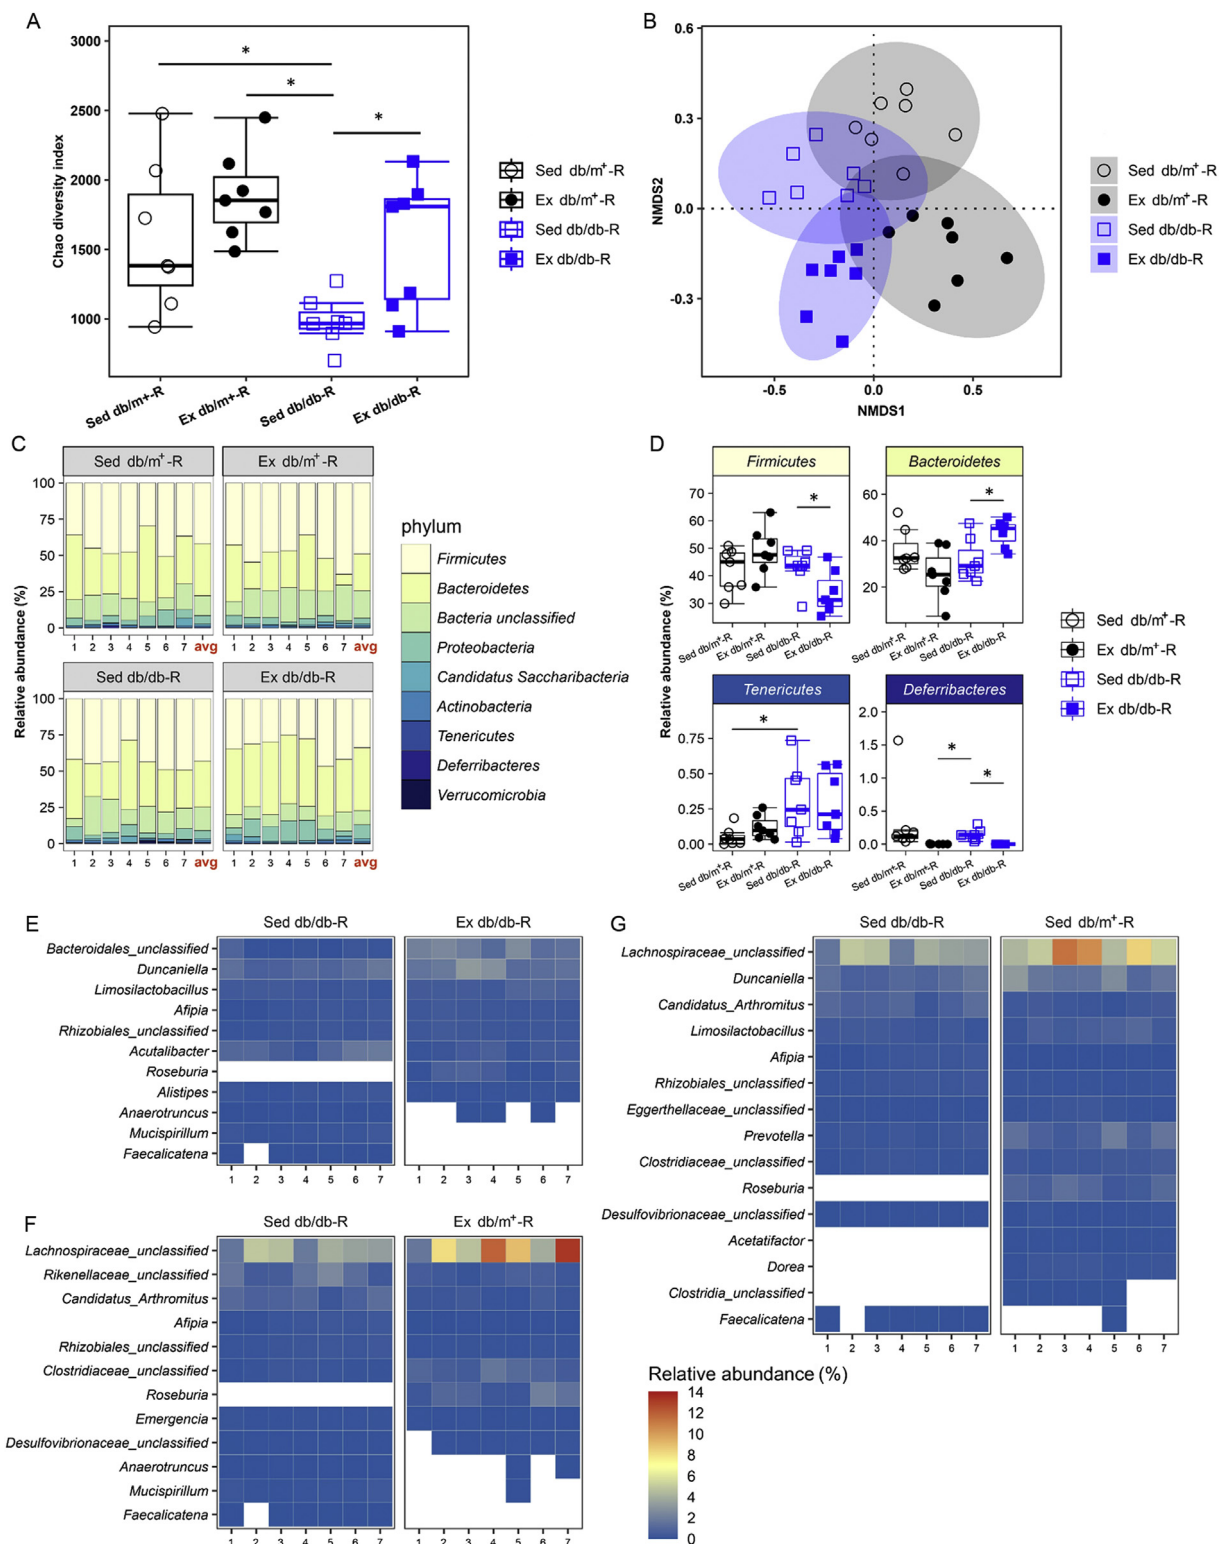 A
3000
2500
2000
1500
1000
Chao diversity index
*
*
*
Sed db/m+-R
Ex db/m+-R
Sed db/db-R
Ex db/db-R
Sed db/m⁺-R
Ex db/m⁺-R
Sed db/db-R
Ex db/db-R
B
0.6
0.3
0.0
-0.3
NMDS2
-0.5
0.0
0.5
NMDS1
Sed db/m⁺-R
Ex db/m⁺-R
Sed db/db-R
Ex db/db-R
C
Sed db/m⁺-R
Ex db/m⁺-R
100
75
50
25
0
1 2 3 4 5 6 7 avg
1 2 3 4 5 6 7 avg
Relative abundance (%)
Sed db/db-R
Ex db/db-R
100
75
50
25
0
1 2 3 4 5 6 7 avg
1 2 3 4 5 6 7 avg
phylum
Firmicutes
Bacteroidetes
Bacteria unclassified
Proteobacteria
Candidatus Saccharibacteria
Actinobacteria
Tenericutes
Deferribacteres
Verrucomicrobia
D
Firmicutes
70
60
50
40
30
*
Sed db/m⁺-R
Ex db/m⁺-R
Sed db/db-R
Ex db/db-R
Bacteroidetes
60
40
20
*
Sed db/m⁺-R
Ex db/m⁺-R
Sed db/db-R
Ex db/db-R
Relative abundance (%)
Tenericutes
0.75
0.50
0.25
0.00
*
Sed db/m⁺-R
Ex db/m⁺-R
Sed db/db-R
Ex db/db-R
Deferribacteres
2.0
1.5
1.0
0.5
0.0
*
*
Sed db/m⁺-R
Ex db/m⁺-R
Sed db/db-R
Ex db/db-R
Sed db/m⁺-R
Ex db/m⁺-R
Sed db/db-R
Ex db/db-R
E
Sed db/db-R
Ex db/db-R
Bacteroidales_unclassified
Duncaniella
Limosilactobacillus
Afipia
Rhizobiales_unclassified
Acutalibacter
Roseburia
Alistipes
Anaerotruncus
Mucispirillum
Faecalicatena
1 2 3 4 5 6 7
1 2 3 4 5 6 7
F
Sed db/db-R
Ex db/m⁺-R
Lachnospiraceae_unclassified
Rikenellaceae_unclassified
Candidatus_Arthromitus
Afipia
Rhizobiales_unclassified
Clostridiaceae_unclassified
Roseburia
Emergencia
Desulfovibrionaceae_unclassified
Anaerotruncus
Mucispirillum
Faecalicatena
1 2 3 4 5 6 7
1 2 3 4 5 6 7
G
Sed db/db-R
Sed db/m⁺-R
Lachnospiraceae_unclassified
Duncaniella
Candidatus_Arthromitus
Limosilactobacillus
Afipia
Rhizobiales_unclassified
Eggerthellaceae_unclassified
Prevotella
Clostridiaceae_unclassified
Roseburia
Desulfovibrionaceae_unclassified
Acetatifactor
Dorea
Clostridia_unclassified
Faecalicatena
1 2 3 4 5 6 7
1 2 3 4 5 6 7
Relative abundance (%)
14
12
10
8
6
4
2
0